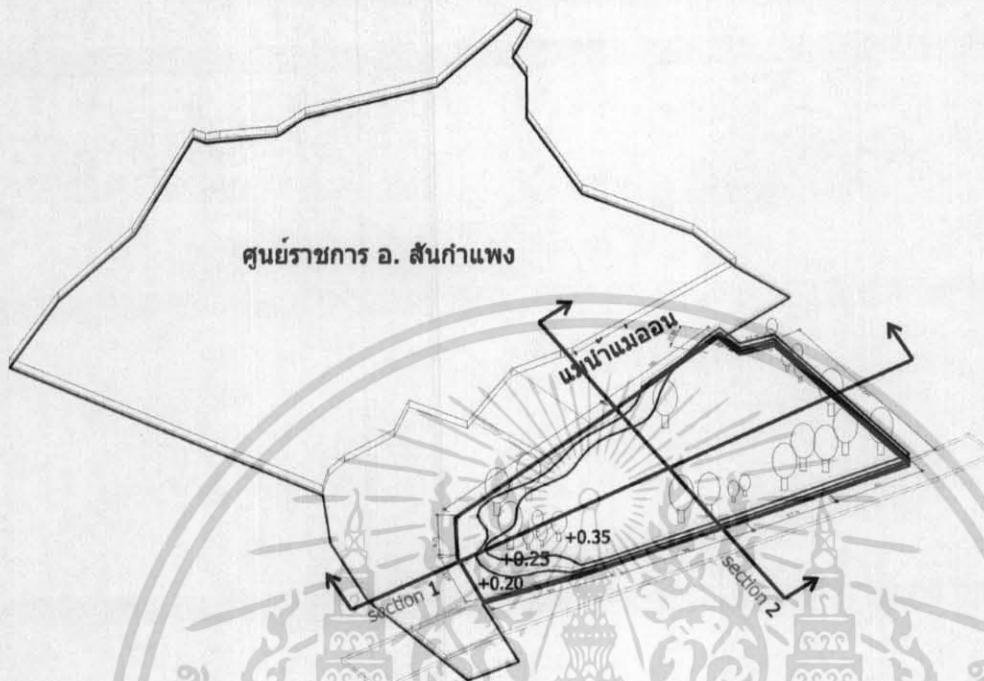 ศูนย์ราชการ อ. สันกำแพง
แม่น้ำแม่ออน
+0.35
+0.25
+0.20
section 1
section 2